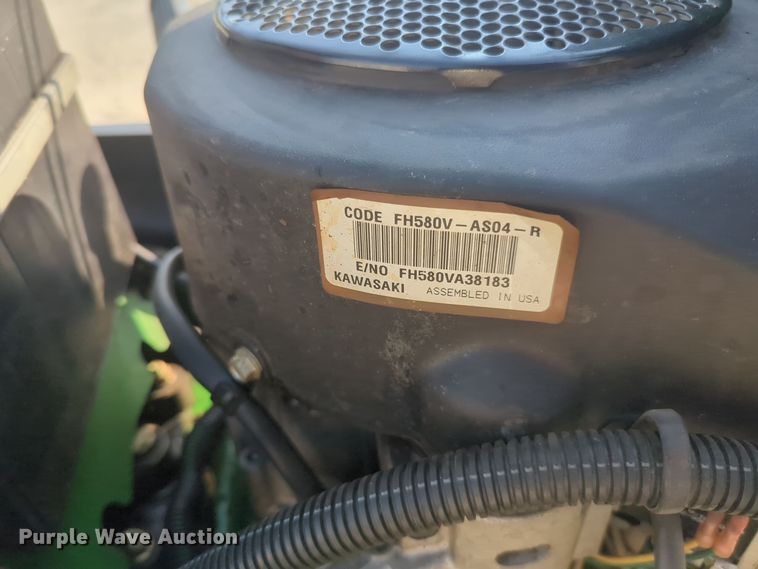 CODE FH580V-AS04-R
E/NO FH580VA38183
KAWASAKI ASSEMBLED IN USA
Purple Wave Auction